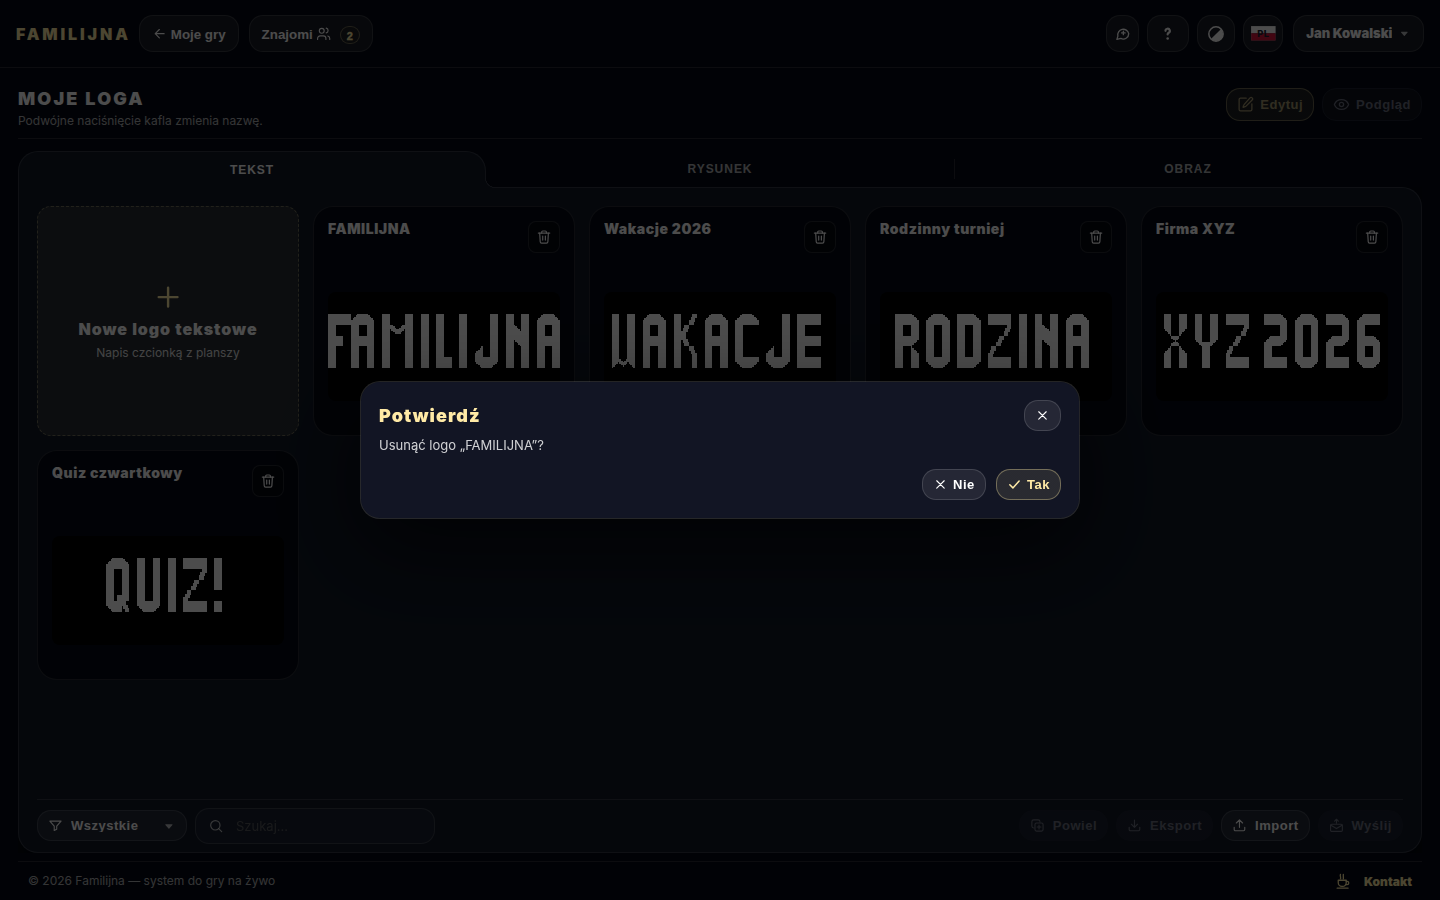 FAMILIJNA
← Moje gry
Znajomi 2
?
PL
Jan Kowalski
MOJE LOGA
Podwójne naciśnięcie kafla zmienia nazwę.
Edytuj
Podgląd
TEKST
RYSUNEK
OBRAZ
Nowe logo tekstowe
Napis czcionką z planszy
FAMILIJNA
FAMILIJNA
Wakacje 2026
WAKACJE
Rodzinny turniej
RODZINA
Firma XYZ
XYZ 2026
Potwierdź
Usunąć logo „FAMILIJNA”?
Nie
Tak
Quiz czwartkowy
QUIZ!
Wszystkie
Szukaj...
Powiel
Eksport
Import
Wyślij
© 2026 Familijna — system do gry na żywo
Kontakt